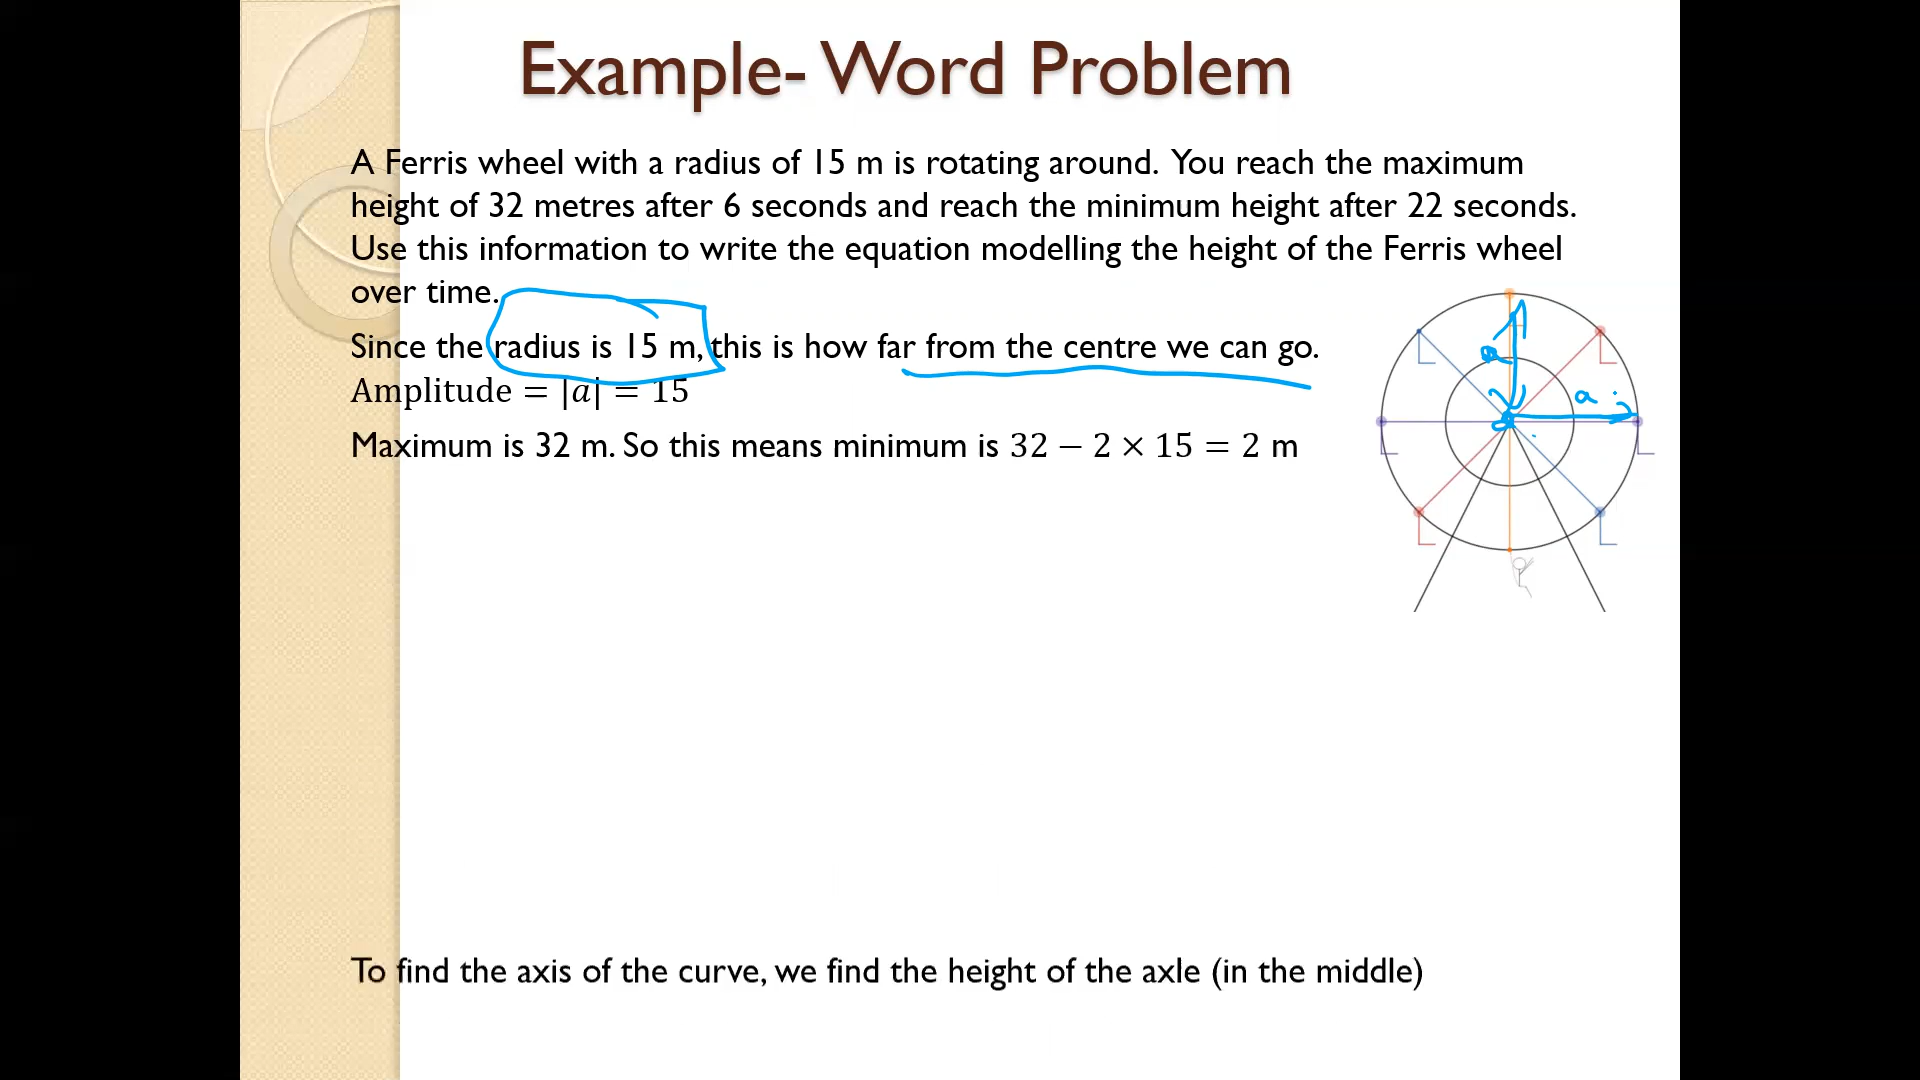 Example- Word Problem
A Ferris wheel with a radius of 15 m is rotating around. You reach the maximum
height of 32 metres after 6 seconds and reach the minimum height after 22 seconds.
Use this information to write the equation modelling the height of the Ferris wheel
over time.
Since the radius is 15 m, this is how far from the centre we can go.
Amplitude = |a| = 15
Maximum is 32 m. So this means minimum is 32 − 2 × 15 = 2 m
a
a
To find the axis of the curve, we find the height of the axle (in the middle)